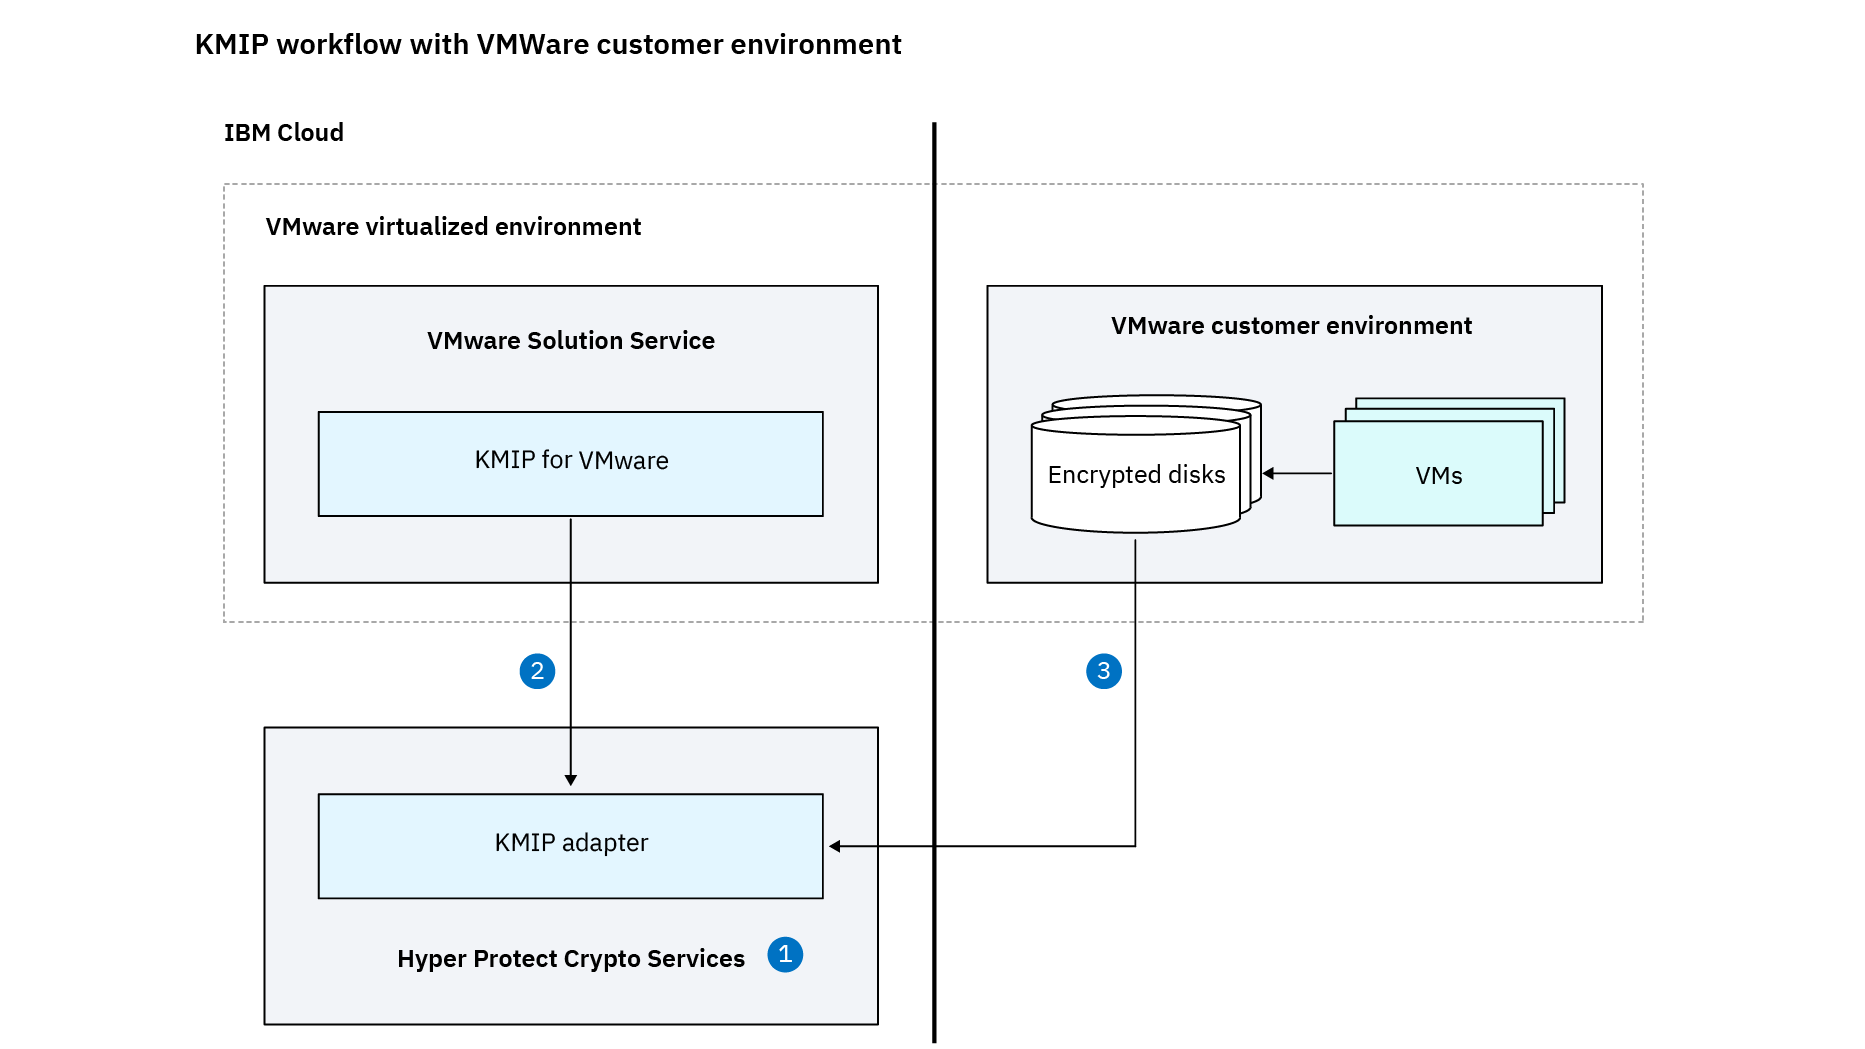 KMIP workflow with VMWare customer environment
IBM Cloud
VMware virtualized environment
VMware Solution Service
KMIP for VMware
VMware customer environment
Encrypted disks
VMs
2
3
KMIP adapter
Hyper Protect Crypto Services
1